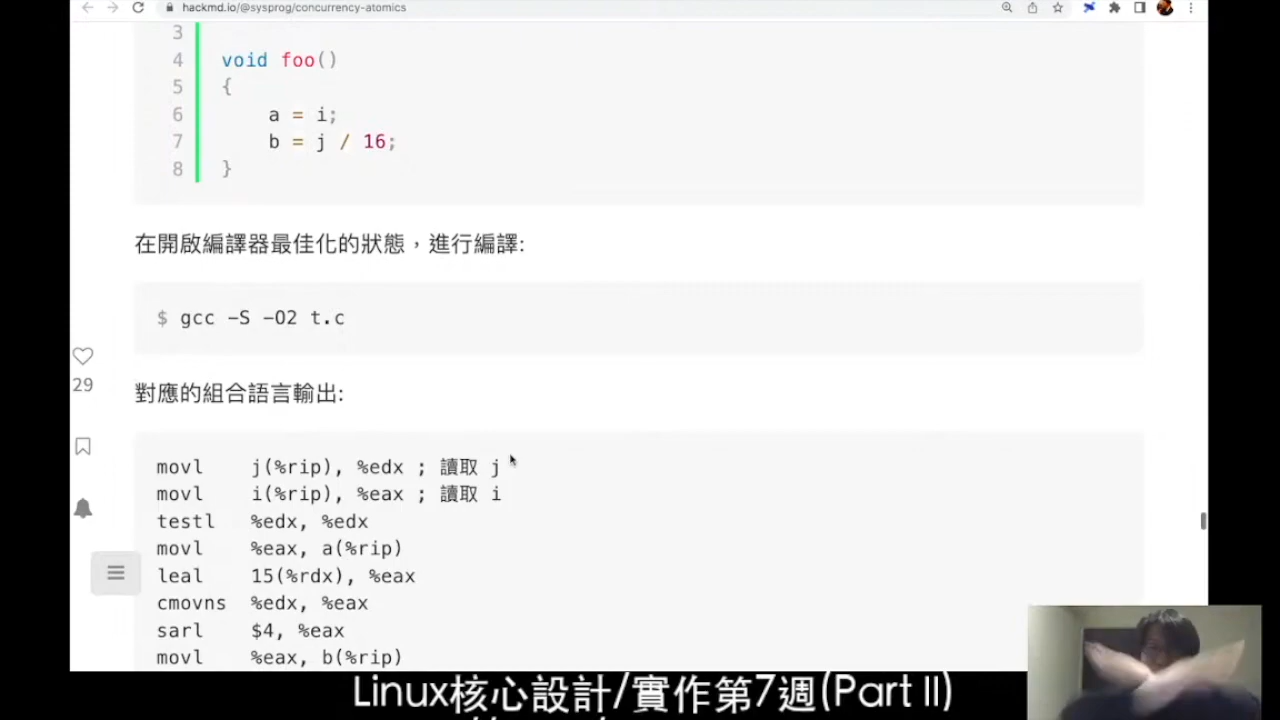 hackmd.io/@sysprog/concurrency-atomics
3
4 void foo()
5 {
6 a = i;
7 b = j / 16;
8 }
在開啟編譯器最佳化的狀態，進行編譯:
$ gcc -S -O2 t.c
29
對應的組合語言輸出:
movl j(%rip), %edx ; 讀取 j
movl i(%rip), %eax ; 讀取 i
testl %edx, %edx
movl %eax, a(%rip)
leal 15(%rdx), %eax
cmovns %edx, %eax
sarl $4, %eax
movl %eax, b(%rip)
Linux核心設計/實作第7週(Part II)